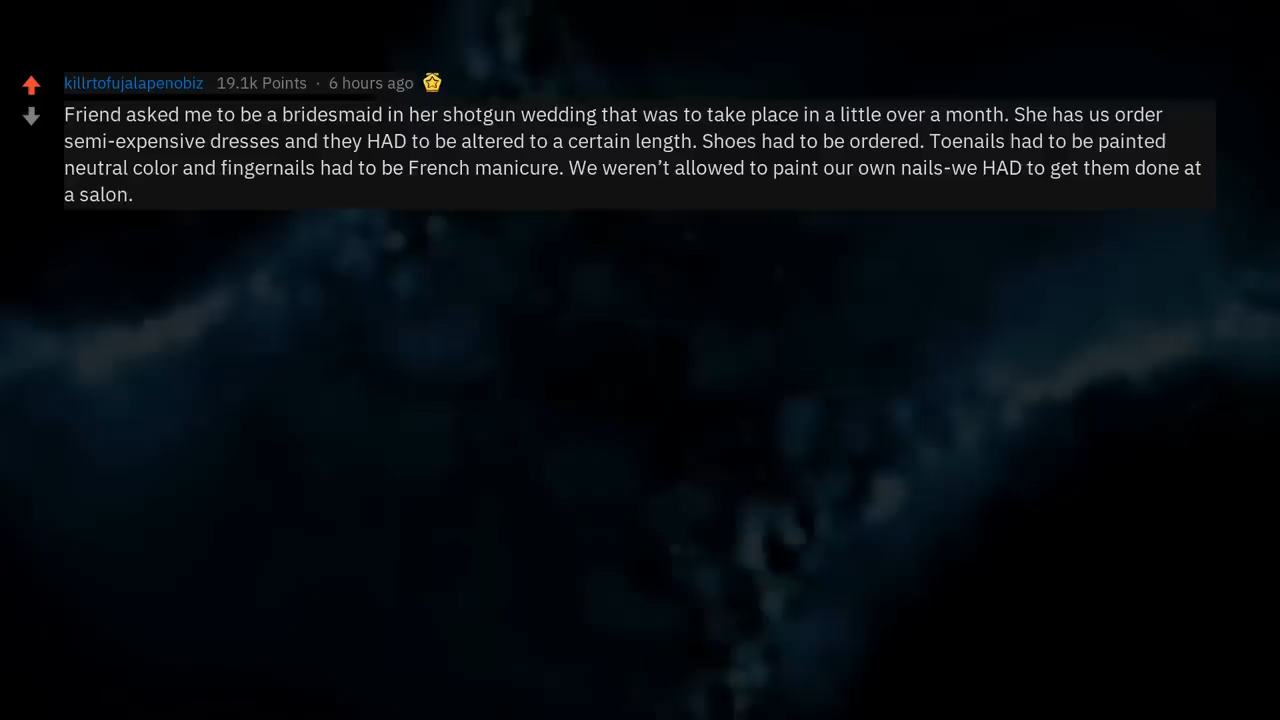 killrtofujalapenobiz 19.1k Points · 6 hours ago
Friend asked me to be a bridesmaid in her shotgun wedding that was to take place in a little over a month. She has us order
semi-expensive dresses and they HAD to be altered to a certain length. Shoes had to be ordered. Toenails had to be painted
neutral color and fingernails had to be French manicure. We weren’t allowed to paint our own nails-we HAD to get them done at
a salon.